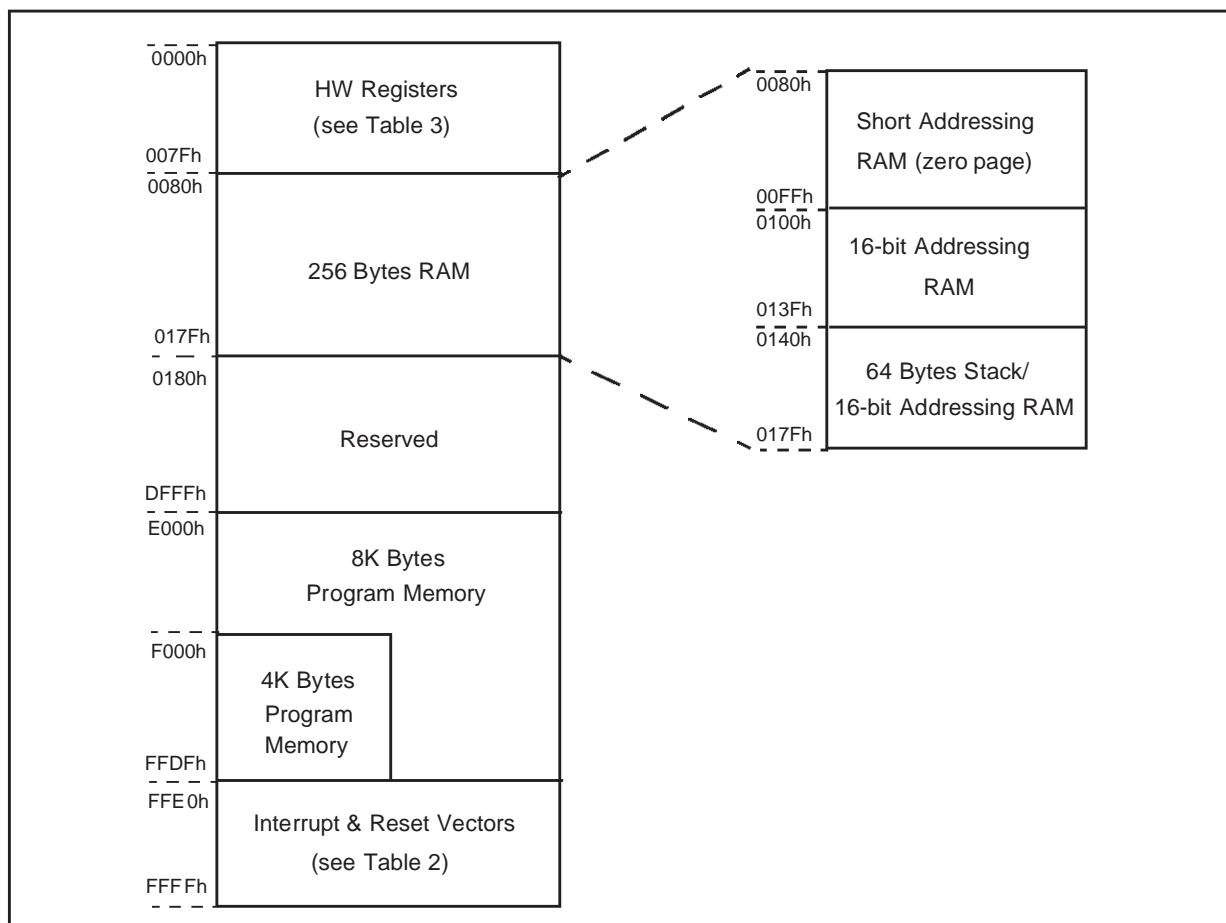 0000h
HW Registers
(see Table 3)
007Fh
0080h
256 Bytes RAM
017Fh
0180h
Reserved
DFFFh
E000h
8K Bytes
Program Memory
F000h
4K Bytes
Program
Memory
FFDFh
FFE0h
Interrupt & Reset Vectors
(see Table 2)
FFFFh
0080h
Short Addressing
RAM (zero page)
00FFh
0100h
16-bit Addressing
RAM
013Fh
0140h
64 Bytes Stack/
16-bit Addressing RAM
017Fh